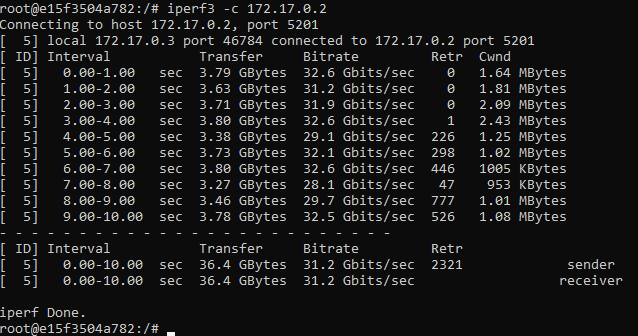 root@e15f3504a782:/# iperf3 -c 172.17.0.2
Connecting to host 172.17.0.2, port 5201
[  5] local 172.17.0.3 port 46784 connected to 172.17.0.2 port 5201
[ ID] Interval           Transfer     Bitrate         Retr  Cwnd
[  5]   0.00-1.00   sec  3.79 GBytes  32.6 Gbits/sec    0   1.64 MBytes
[  5]   1.00-2.00   sec  3.63 GBytes  31.2 Gbits/sec    0   1.81 MBytes
[  5]   2.00-3.00   sec  3.71 GBytes  31.9 Gbits/sec    0   2.09 MBytes
[  5]   3.00-4.00   sec  3.80 GBytes  32.6 Gbits/sec    1   2.43 MBytes
[  5]   4.00-5.00   sec  3.38 GBytes  29.1 Gbits/sec  226   1.25 MBytes
[  5]   5.00-6.00   sec  3.73 GBytes  32.1 Gbits/sec  298   1.02 MBytes
[  5]   6.00-7.00   sec  3.80 GBytes  32.6 Gbits/sec  446   1005 KBytes
[  5]   7.00-8.00   sec  3.27 GBytes  28.1 Gbits/sec   47    953 KBytes
[  5]   8.00-9.00   sec  3.46 GBytes  29.7 Gbits/sec  777   1.01 MBytes
[  5]   9.00-10.00  sec  3.78 GBytes  32.5 Gbits/sec  526   1.08 MBytes
- - - - - - - - - - - - - - - - - - - - - - - - -
[ ID] Interval           Transfer     Bitrate         Retr
[  5]   0.00-10.00  sec  36.4 GBytes  31.2 Gbits/sec  2321             sender
[  5]   0.00-10.00  sec  36.4 GBytes  31.2 Gbits/sec                  receiver
iperf Done.
root@e15f3504a782:/#